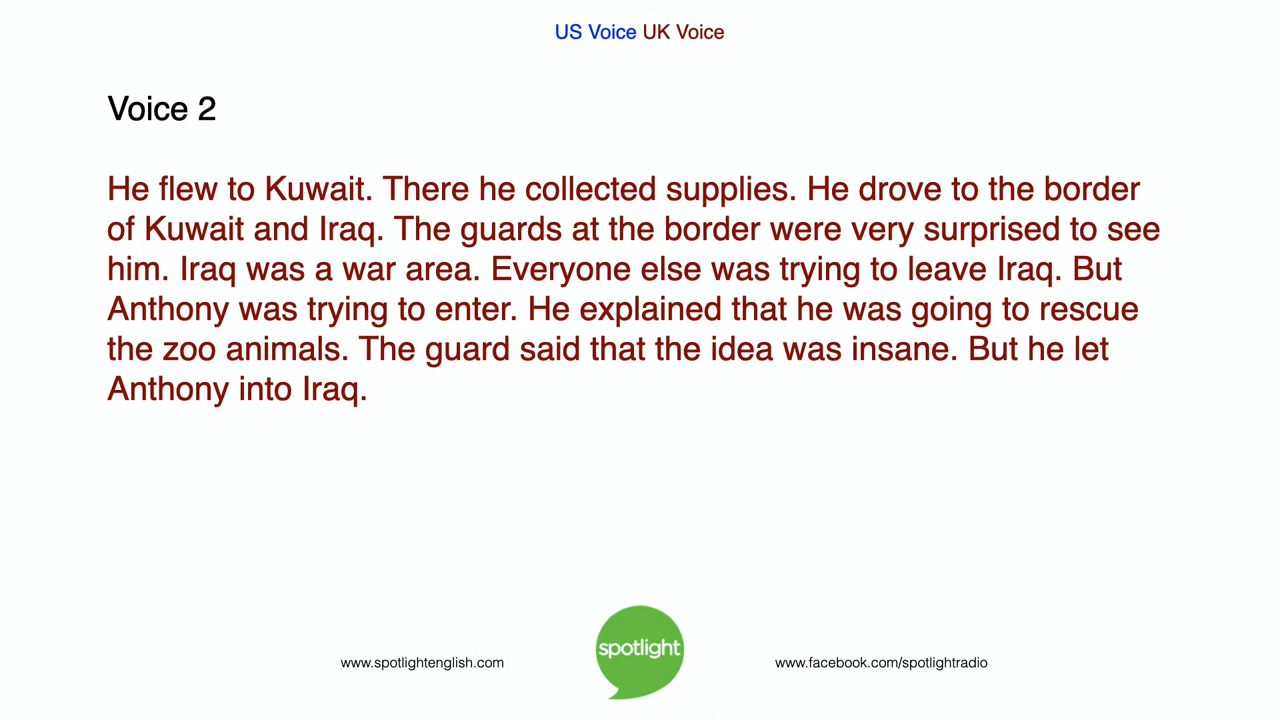 US Voice UK Voice
Voice 2
He flew to Kuwait. There he collected supplies. He drove to the border
of Kuwait and Iraq. The guards at the border were very surprised to see
him. Iraq was a war area. Everyone else was trying to leave Iraq. But
Anthony was trying to enter. He explained that he was going to rescue
the zoo animals. The guard said that the idea was insane. But he let
Anthony into Iraq.
www.spotlightenglish.com
spotlight
www.facebook.com/spotlightradio